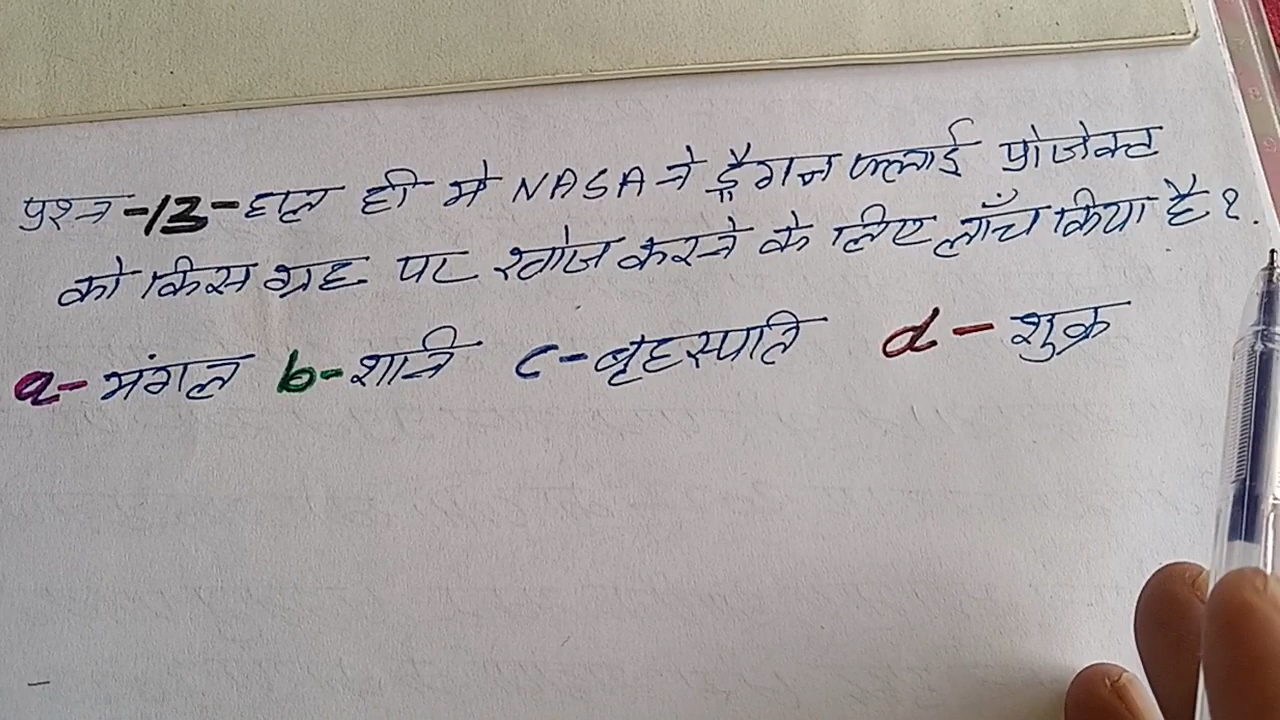 प्रश्न -13- हाल ही मे NASA ने ड्रैगन फ्लाई प्रोजेक्ट
को किस ग्रह पर खोज करने के लिए लाँच किया है?.
a- मंगल b- शनि c- बृहस्पति d- शुक्र